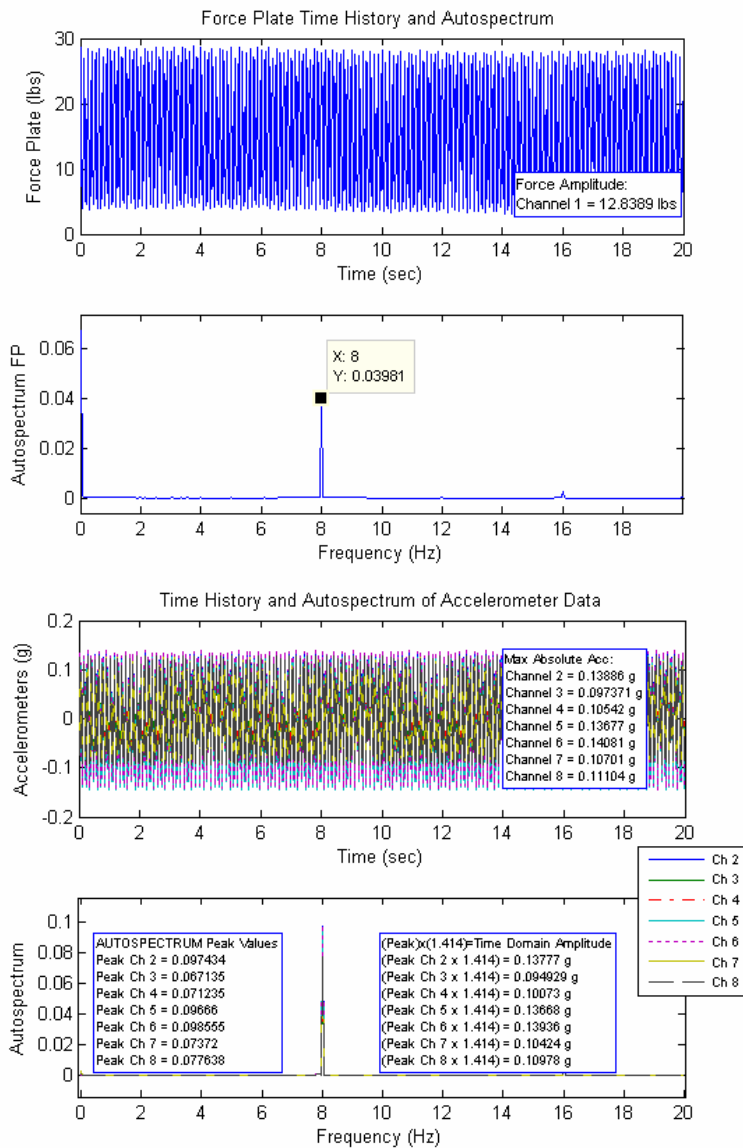 Force Plate Time History and Autospectrum
Force Plate (lbs)
30
20
10
0
Force Amplitude:
Channel 1 = 12.8389 lbs
0 2 4 6 8 10 12 14 16 18 20
Time (sec)
Autospectrum FP
0.06
0.04
0.02
0
X: 8
Y: 0.03981
0 2 4 6 8 10 12 14 16 18
Frequency (Hz)
Time History and Autospectrum of Accelerometer Data
Accelerometers (g)
0.2
0.1
0
-0.1
-0.2
Max Absolute Acc:
Channel 2 = 0.13886 g
Channel 3 = 0.097371 g
Channel 4 = 0.10542 g
Channel 5 = 0.13677 g
Channel 6 = 0.14081 g
Channel 7 = 0.10701 g
Channel 8 = 0.11104 g
0 2 4 6 8 10 12 14 16 18 20
Time (sec)
Ch 2
Ch 3
Ch 4
Ch 5
Ch 6
Ch 7
Ch 8
Autospectrum
0.1
0.08
0.06
0.04
0.02
0
AUTOSPECTRUM Peak Values
Peak Ch 2 = 0.097434
Peak Ch 3 = 0.067135
Peak Ch 4 = 0.071235
Peak Ch 5 = 0.09666
Peak Ch 6 = 0.098555
Peak Ch 7 = 0.07372
Peak Ch 8 = 0.077638
(Peak)x(1.414)=Time Domain Amplitude
(Peak Ch 2 x 1.414) = 0.13777 g
(Peak Ch 3 x 1.414) = 0.094929 g
(Peak Ch 4 x 1.414) = 0.10073 g
(Peak Ch 5 x 1.414) = 0.13668 g
(Peak Ch 6 x 1.414) = 0.13936 g
(Peak Ch 7 x 1.414) = 0.10424 g
(Peak Ch 8 x 1.414) = 0.10978 g
0 2 4 6 8 10 12 14 16 18 20
Frequency (Hz)